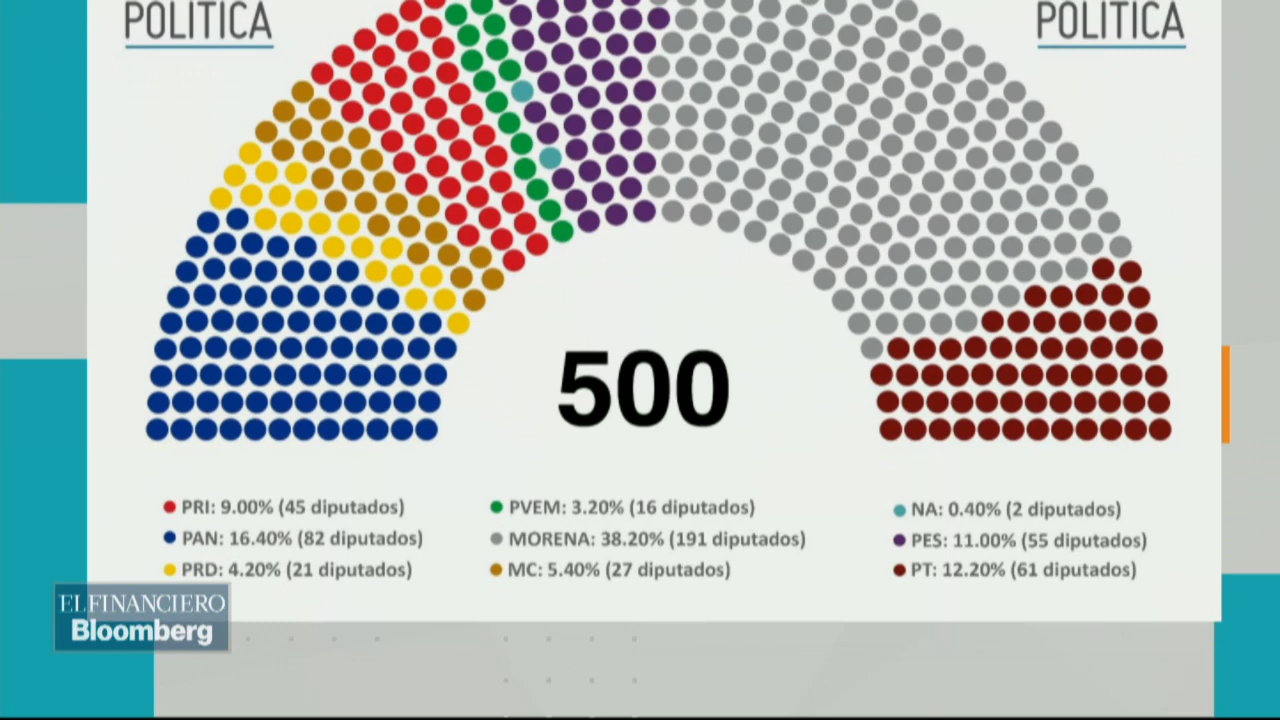 POLÍTICA
POLÍTICA
500
PRI: 9.00% (45 diputados)
PVEM: 3.20% (16 diputados)
NA: 0.40% (2 diputados)
PAN: 16.40% (82 diputados)
MORENA: 38.20% (191 diputados)
PES: 11.00% (55 diputados)
PRD: 4.20% (21 diputados)
MC: 5.40% (27 diputados)
PT: 12.20% (61 diputados)
EL FINANCIERO
Bloomberg